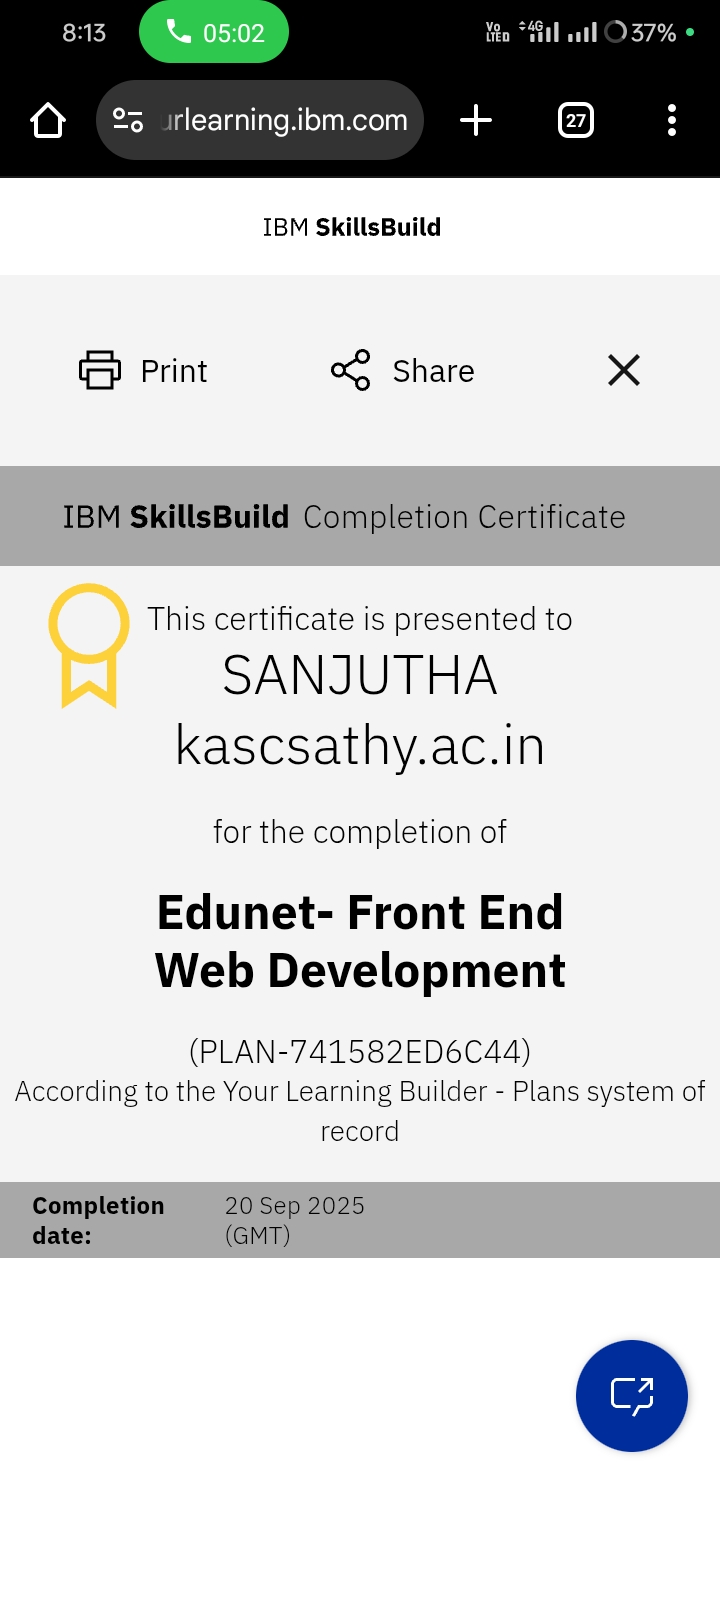 8:13 05:02 Vo LTED 4G 37%
urlearning.ibm.com 27
IBM SkillsBuild
Print Share
IBM SkillsBuild Completion Certificate
This certificate is presented to
SANJUTHA
kascsathy.ac.in
for the completion of
Edunet- Front End
Web Development
(PLAN-741582ED6C44)
According to the Your Learning Builder - Plans system of
record
Completion 20 Sep 2025
date: (GMT)